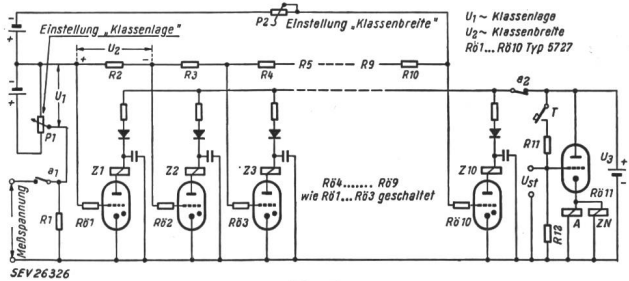 P2
Einstellung „Klassenbreite"
U1~ Klassenlage
U2~ Klassenbreite
Rö1...Rö10 Typ 5727
Einstellung „Klassenlage"
U2
R2
R3
R4
R5 --- R9
R10
U1
P1
a2
T
R11
U3
a1
Z1
Z2
Z3
Z10
Ust
Rö11
Meßspannung
R1
Rö1
Rö2
Rö3
Rö4....... Rö9
wie Rö1...Rö3 geschaltet
Rö10
R12
A
ZN
SEV26326